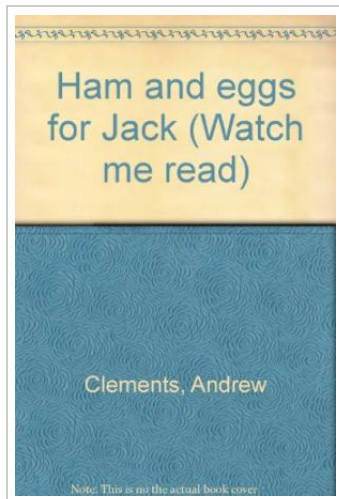 Ham and eggs
for Jack (Watch
me read)
Clements, Andrew
Note: This is no the actual book cover